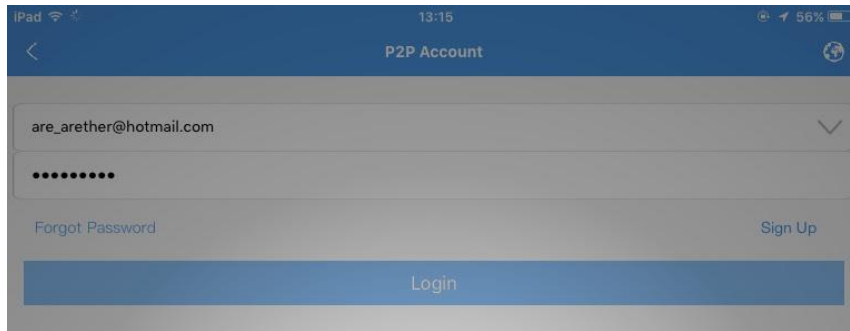 iPad 13:15 56%
P2P Account
are_arether@hotmail.com
•••••••••
Forgot Password Sign Up
Login